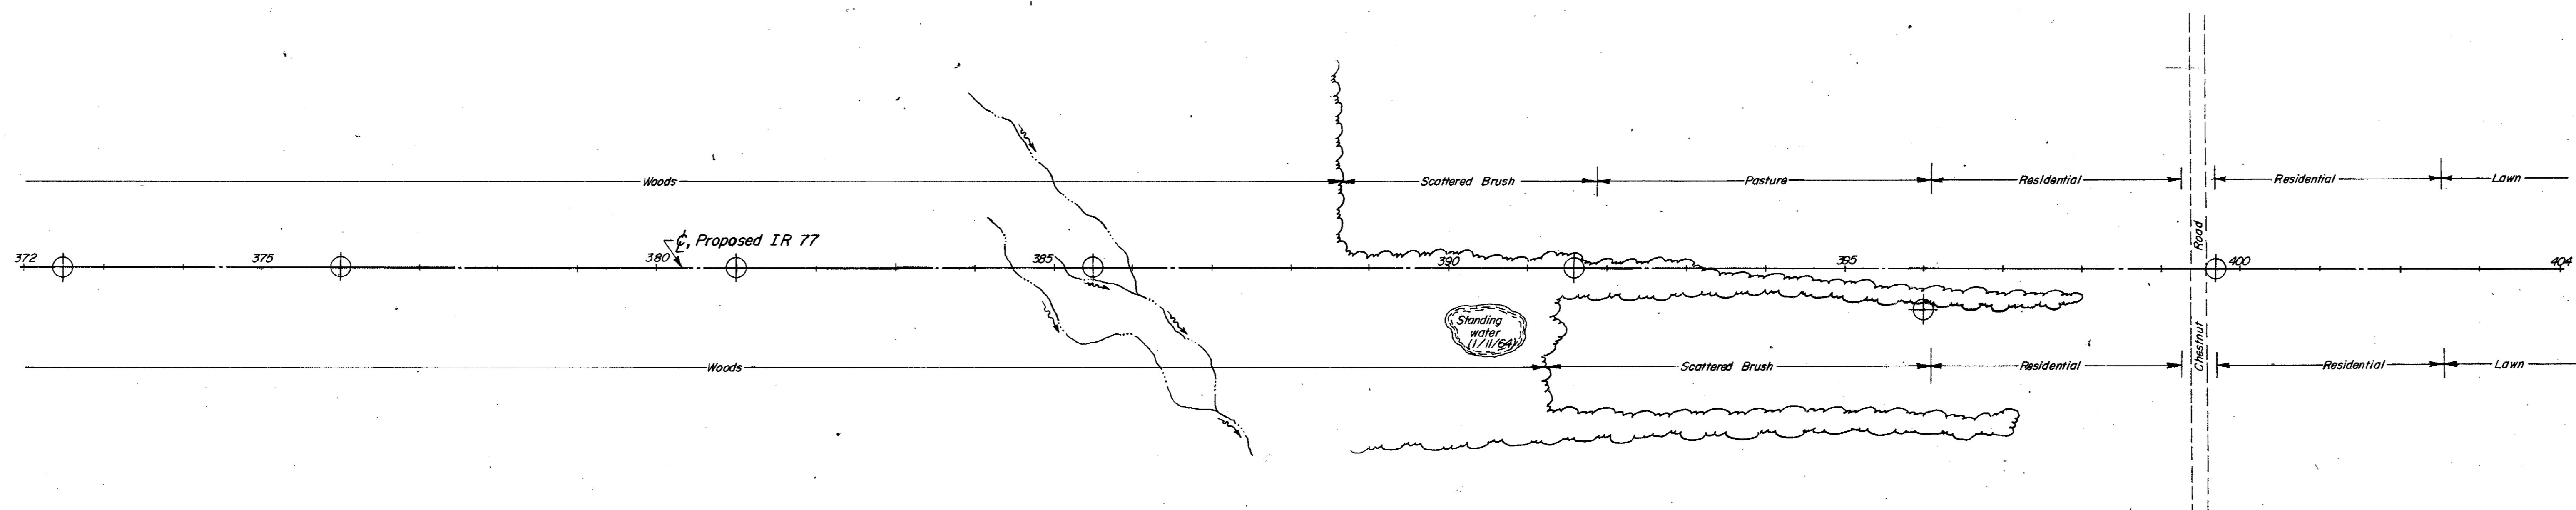 Woods Scattered Brush Pasture Residential Residential Lawn
℄, Proposed IR 77
372 375 380 385 390 395 400 404
Standing
water
(1/11/64)
Woods Scattered Brush Residential Residential Lawn
Chestnut Road